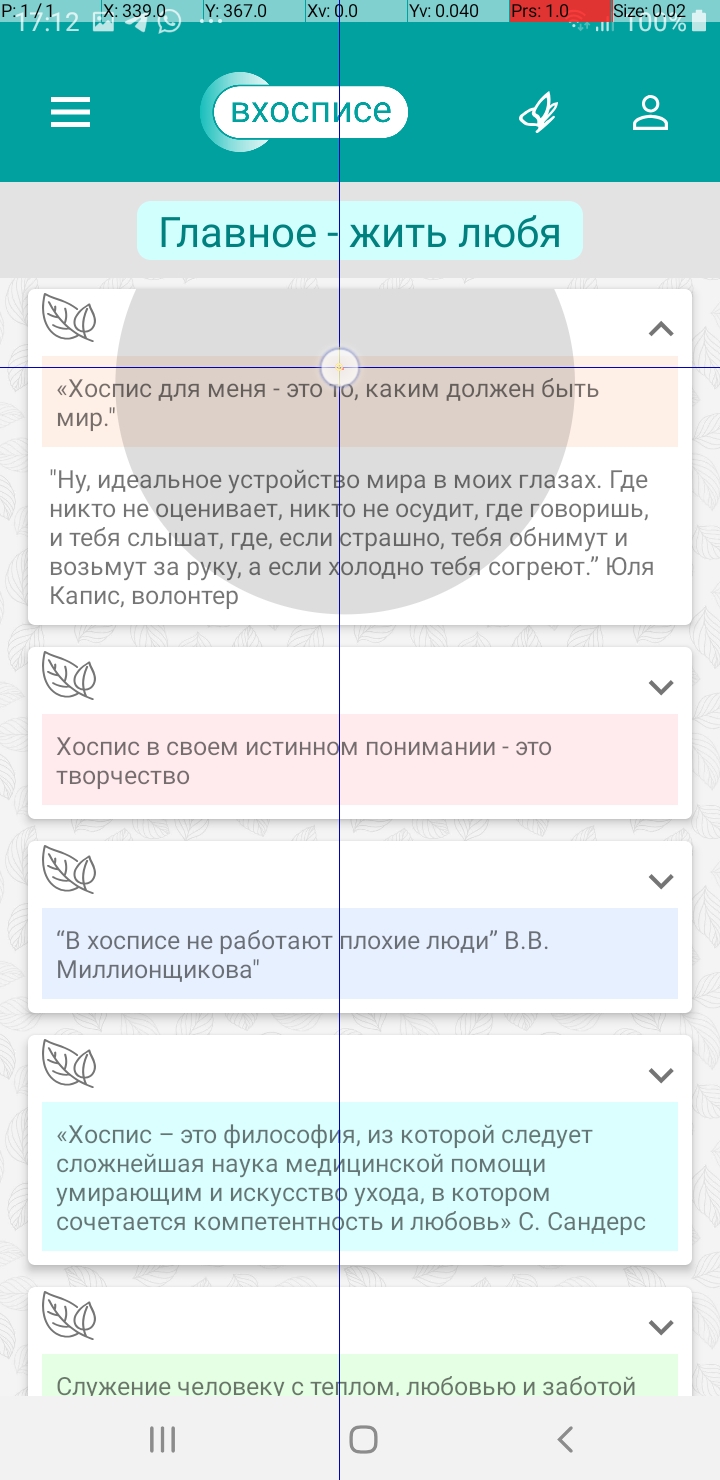 P: 1 / 1 X: 339.0 Y: 367.0 Xv: 0.0 Yv: 0.040 Prs: 1.0 Size: 0.02
17:12 100%
вхосписе
Главное - жить любя
«Хоспис для меня - это то, каким должен быть
мир."
"Ну, идеальное устройство мира в моих глазах. Где
никто не оценивает, никто не осудит, где говоришь,
и тебя слышат, где, если страшно, тебя обнимут и
возьмут за руку, а если холодно тебя согреют.” Юля
Капис, волонтер
Хоспис в своем истинном понимании - это
творчество
“В хосписе не работают плохие люди” В.В.
Миллионщикова"
«Хоспис – это философия, из которой следует
сложнейшая наука медицинской помощи
умирающим и искусство ухода, в котором
сочетается компетентность и любовь» С. Сандерс
Служение человеку с теплом, любовью и заботой